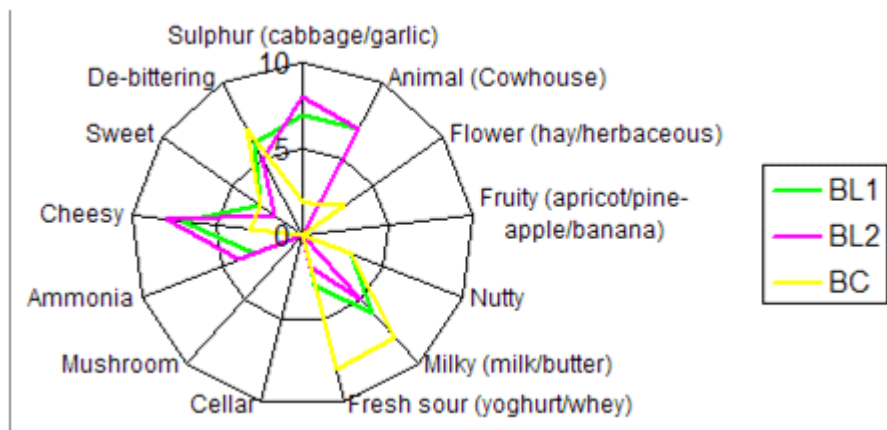 Sulphur (cabbage/garlic)
10
De-bittering
Animal (Cowhouse)
Sweet
5
Flower (hay/herbaceous)
Cheesy
0
Fruity (apricot/pine-
apple/banana)
Ammonia
Nutty
Mushroom
Milky (milk/butter)
Cellar
Fresh sour (yoghurt/whey)
BL1
BL2
BC